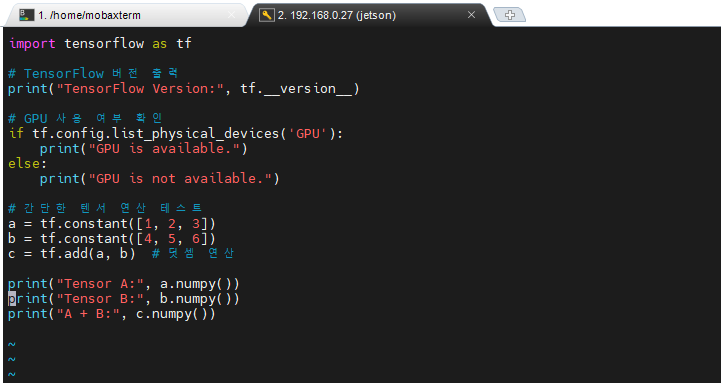 1. /home/mobaxterm
2. 192.168.0.27 (jetson)
import tensorflow as tf
# TensorFlow 버전 출력
print("TensorFlow Version:", tf.__version__)
# GPU 사용 여부 확인
if tf.config.list_physical_devices('GPU'):
    print("GPU is available.")
else:
    print("GPU is not available.")
# 간단한 텐서 연산 테스트
a = tf.constant([1, 2, 3])
b = tf.constant([4, 5, 6])
c = tf.add(a, b)  # 덧셈 연산
print("Tensor A:", a.numpy())
print("Tensor B:", b.numpy())
print("A + B:", c.numpy())
~
~
~